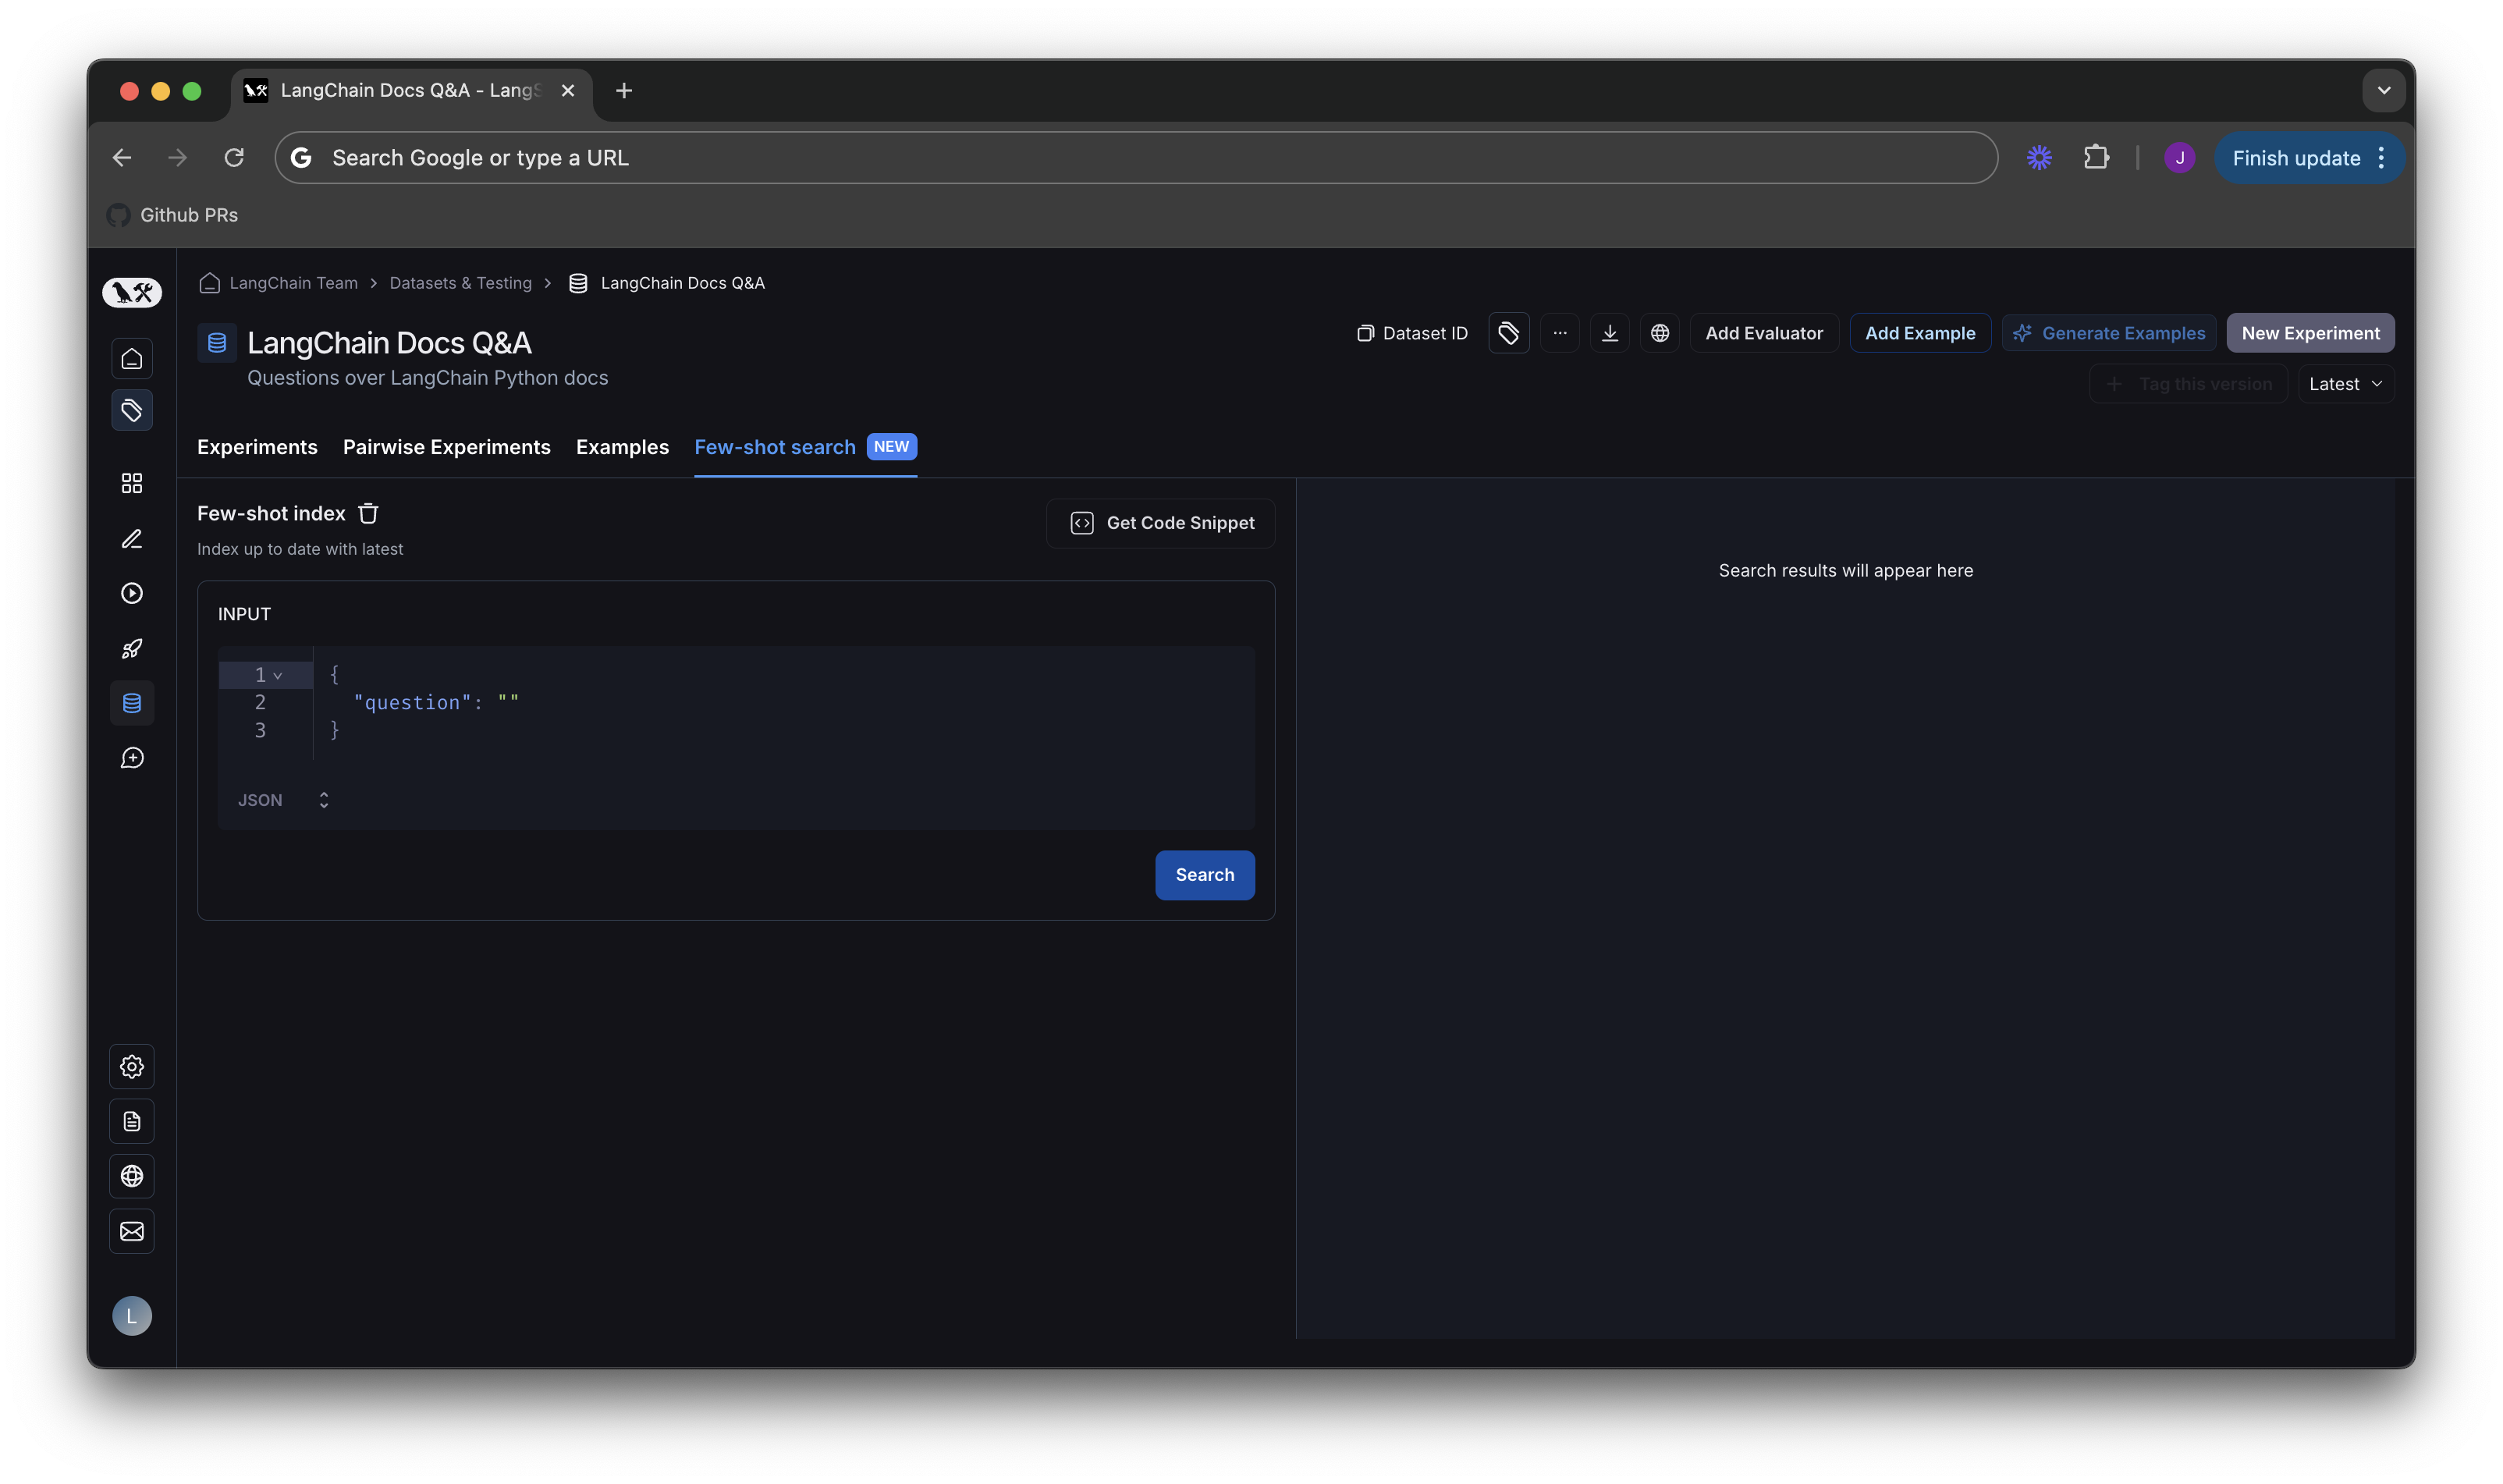 LangChain Docs Q&A - LangS
Search Google or type a URL
J
Finish update
Github PRs
LangChain Team > Datasets & Testing > LangChain Docs Q&A
LangChain Docs Q&A
Questions over LangChain Python docs
Dataset ID
Add Evaluator
Add Example
Generate Examples
New Experiment
+ Tag this version
Latest
Experiments
Pairwise Experiments
Examples
Few-shot search NEW
Few-shot index
Index up to date with latest
Get Code Snippet
INPUT
1 {
2 "question": ""
3 }
JSON
Search
Search results will appear here
L